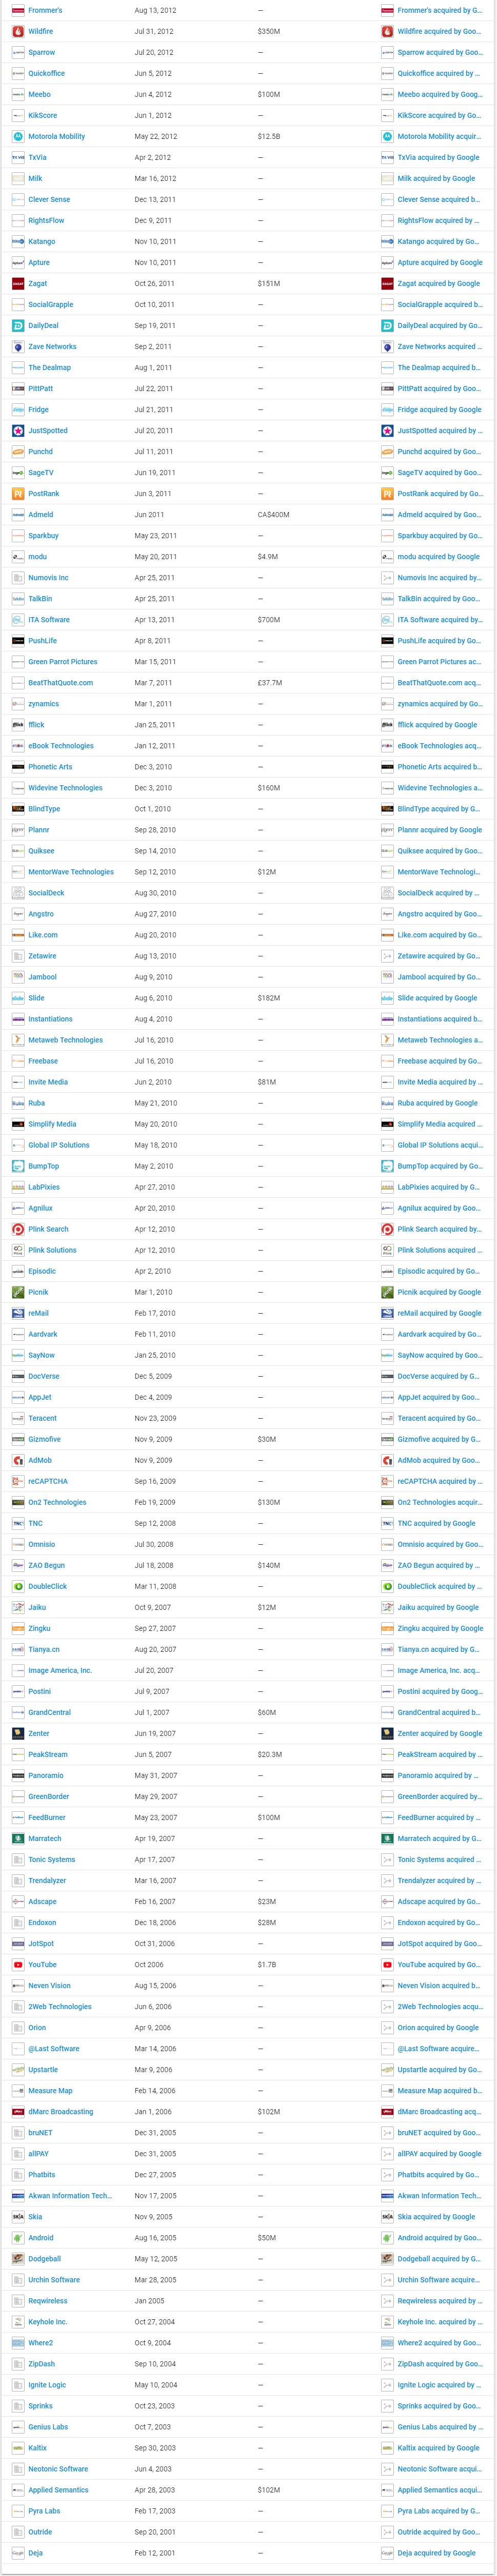 Frommer's Aug 13, 2012 — Frommer's acquired by G...
Wildfire Jul 31, 2012 $350M Wildfire acquired by Goo...
Sparrow Jul 20, 2012 — Sparrow acquired by Goo...
Quickoffice Jun 5, 2012 — Quickoffice acquired by ...
Meebo Jun 4, 2012 $100M Meebo acquired by Goog...
KikScore Jun 1, 2012 — KikScore acquired by Go...
Motorola Mobility May 22, 2012 $12.5B Motorola Mobility acquir...
TxVia Apr 2, 2012 — TxVia acquired by Google
Milk Mar 16, 2012 — Milk acquired by Google
Clever Sense Dec 13, 2011 — Clever Sense acquired b...
RightsFlow Dec 9, 2011 — RightsFlow acquired by ...
Katango Nov 10, 2011 — Katango acquired by Go...
Apture Nov 10, 2011 — Apture acquired by Google
Zagat Oct 26, 2011 $151M Zagat acquired by Google
SocialGrapple Oct 10, 2011 — SocialGrapple acquired b...
DailyDeal Sep 19, 2011 — DailyDeal acquired by Go...
Zave Networks Sep 2, 2011 — Zave Networks acquired ...
The Dealmap Aug 1, 2011 — The Dealmap acquired b...
PittPatt Jul 22, 2011 — PittPatt acquired by Goo...
Fridge Jul 21, 2011 — Fridge acquired by Google
JustSpotted Jul 20, 2011 — JustSpotted acquired by ...
Punchd Jul 11, 2011 — Punchd acquired by Goo...
SageTV Jun 19, 2011 — SageTV acquired by Goo...
PostRank Jun 3, 2011 — PostRank acquired by Go...
Admeld Jun 2011 CA$400M Admeld acquired by Goo...
Sparkbuy May 23, 2011 — Sparkbuy acquired by Go...
modu May 20, 2011 $4.9M modu acquired by Google
Numovis Inc Apr 25, 2011 — Numovis Inc acquired by...
TalkBin Apr 25, 2011 — TalkBin acquired by Goo...
ITA Software Apr 13, 2011 $700M ITA Software acquired by...
PushLife Apr 8, 2011 — PushLife acquired by Go...
Green Parrot Pictures Mar 15, 2011 — Green Parrot Pictures ac...
BeatThatQuote.com Mar 7, 2011 £37.7M BeatThatQuote.com acq...
zynamics Mar 1, 2011 — zynamics acquired by Go...
fflick Jan 25, 2011 — fflick acquired by Google
eBook Technologies Jan 12, 2011 — eBook Technologies acq...
Phonetic Arts Dec 3, 2010 — Phonetic Arts acquired b...
Widevine Technologies Dec 3, 2010 $160M Widevine Technologies a...
BlindType Oct 1, 2010 — BlindType acquired by G...
Plannr Sep 28, 2010 — Plannr acquired by Google
Quiksee Sep 14, 2010 — Quiksee acquired by Goo...
MentorWave Technologies Sep 12, 2010 $12M MentorWave Technologi...
SocialDeck Aug 30, 2010 — SocialDeck acquired by ...
Angstro Aug 27, 2010 — Angstro acquired by Goo...
Like.com Aug 20, 2010 — Like.com acquired by Go...
Zetawire Aug 13, 2010 — Zetawire acquired by Go...
Jambool Aug 9, 2010 — Jambool acquired by Go...
Slide Aug 6, 2010 $182M Slide acquired by Google
Instantiations Aug 4, 2010 — Instantiations acquired b...
Metaweb Technologies Jul 16, 2010 — Metaweb Technologies a...
Freebase Jul 16, 2010 — Freebase acquired by Go...
Invite Media Jun 2, 2010 $81M Invite Media acquired by ...
Ruba May 21, 2010 — Ruba acquired by Google
Simplify Media May 20, 2010 — Simplify Media acquired ...
Global IP Solutions May 18, 2010 — Global IP Solutions acqui...
BumpTop May 2, 2010 — BumpTop acquired by Go...
LabPixies Apr 27, 2010 — LabPixies acquired by G...
Agnilux Apr 20, 2010 — Agnilux acquired by Goo...
Plink Search Apr 12, 2010 — Plink Search acquired by...
Plink Solutions Apr 12, 2010 — Plink Solutions acquired ...
Episodic Apr 2, 2010 — Episodic acquired by Go...
Picnik Mar 1, 2010 — Picnik acquired by Google
reMail Feb 17, 2010 — reMail acquired by Google
Aardvark Feb 11, 2010 — Aardvark acquired by Go...
SayNow Jan 25, 2010 — SayNow acquired by Goo...
DocVerse Dec 5, 2009 — DocVerse acquired by G...
AppJet Dec 4, 2009 — AppJet acquired by Goo...
Teracent Nov 23, 2009 — Teracent acquired by Go...
Gizmofive Nov 9, 2009 $30M Gizmofive acquired by G...
AdMob Nov 9, 2009 — AdMob acquired by Goo...
reCAPTCHA Sep 16, 2009 — reCAPTCHA acquired by ...
On2 Technologies Feb 19, 2009 $130M On2 Technologies acquir...
TNC Sep 12, 2008 — TNC acquired by Google
Omnisio Jul 30, 2008 — Omnisio acquired by Goo...
ZAO Begun Jul 18, 2008 $140M ZAO Begun acquired by ...
DoubleClick Mar 11, 2008 — DoubleClick acquired by ...
Jaiku Oct 9, 2007 $12M Jaiku acquired by Google
Zingku Sep 27, 2007 — Zingku acquired by Google
Tianya.cn Aug 20, 2007 — Tianya.cn acquired by G...
Image America, Inc. Jul 20, 2007 — Image America, Inc. acq...
Postini Jul 9, 2007 — Postini acquired by Goog...
GrandCentral Jul 1, 2007 $60M GrandCentral acquired b...
Zenter Jun 19, 2007 — Zenter acquired by Google
PeakStream Jun 5, 2007 $20.3M PeakStream acquired by ...
Panoramio May 31, 2007 — Panoramio acquired by ...
GreenBorder May 29, 2007 — GreenBorder acquired by...
FeedBurner May 23, 2007 $100M FeedBurner acquired by ...
Marratech Apr 19, 2007 — Marratech acquired by G...
Tonic Systems Apr 17, 2007 — Tonic Systems acquired ...
Trendalyzer Mar 16, 2007 — Trendalyzer acquired by ...
Adscape Feb 16, 2007 $23M Adscape acquired by Go...
Endoxon Dec 18, 2006 $28M Endoxon acquired by Go...
JotSpot Oct 31, 2006 — JotSpot acquired by Goo...
YouTube Oct 2006 $1.7B YouTube acquired by Go...
Neven Vision Aug 15, 2006 — Neven Vision acquired b...
2Web Technologies Jun 6, 2006 — 2Web Technologies acqu...
Orion Apr 9, 2006 — Orion acquired by Google
@Last Software Mar 14, 2006 — @Last Software acquire...
Upstartle Mar 9, 2006 — Upstartle acquired by Go...
Measure Map Feb 14, 2006 — Measure Map acquired b...
dMarc Broadcasting Jan 1, 2006 $102M dMarc Broadcasting acq...
bruNET Dec 31, 2005 — bruNET acquired by Goo...
allPAY Dec 31, 2005 — allPAY acquired by Google
Phatbits Dec 27, 2005 — Phatbits acquired by Go...
Akwan Information Tech... Nov 17, 2005 — Akwan Information Tech...
Skia Nov 9, 2005 — Skia acquired by Google
Android Aug 16, 2005 $50M Android acquired by Goo...
Dodgeball May 12, 2005 — Dodgeball acquired by G...
Urchin Software Mar 28, 2005 — Urchin Software acquire...
Reqwireless Jan 2005 — Reqwireless acquired by ...
Keyhole Inc. Oct 27, 2004 — Keyhole Inc. acquired by ...
Where2 Oct 9, 2004 — Where2 acquired by Goo...
ZipDash Sep 10, 2004 — ZipDash acquired by Goo...
Ignite Logic May 10, 2004 — Ignite Logic acquired by ...
Sprinks Oct 23, 2003 — Sprinks acquired by Goo...
Genius Labs Oct 7, 2003 — Genius Labs acquired by ...
Kaltix Sep 30, 2003 — Kaltix acquired by Google
Neotonic Software Jun 4, 2003 — Neotonic Software acqui...
Applied Semantics Apr 28, 2003 $102M Applied Semantics acqui...
Pyra Labs Feb 17, 2003 — Pyra Labs acquired by G...
Outride Sep 20, 2001 — Outride acquired by Goo...
Deja Feb 12, 2001 — Deja acquired by Google